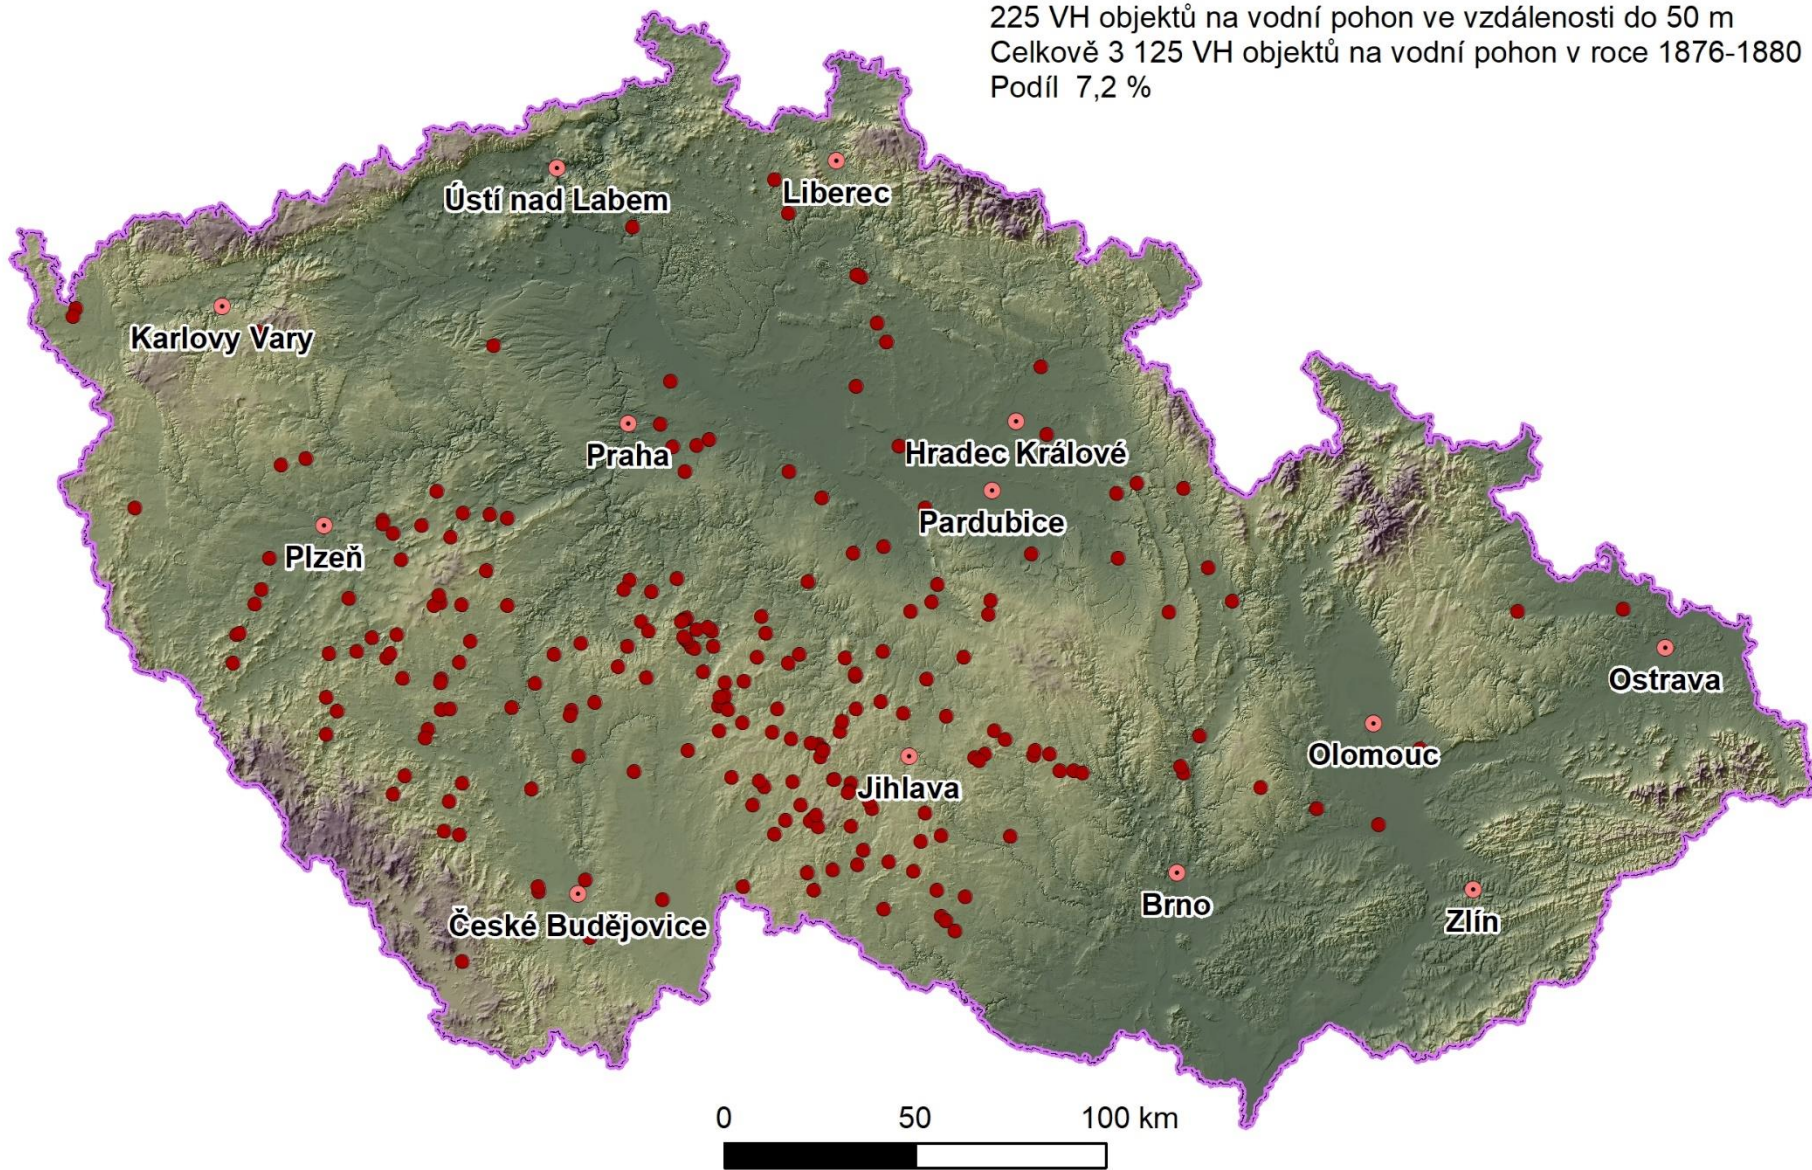 225 VH objektů na vodní pohon ve vzdálenosti do 50 m
Celkově 3 125 VH objektů na vodní pohon v roce 1876-1880
Podíl 7,2 %
Liberec
Ústí nad Labem
Karlovy Vary
Praha
Hradec Králové
Pardubice
Plzeň
Ostrava
Olomouc
Jihlava
Brno
Zlín
České Budějovice
0 50 100 km